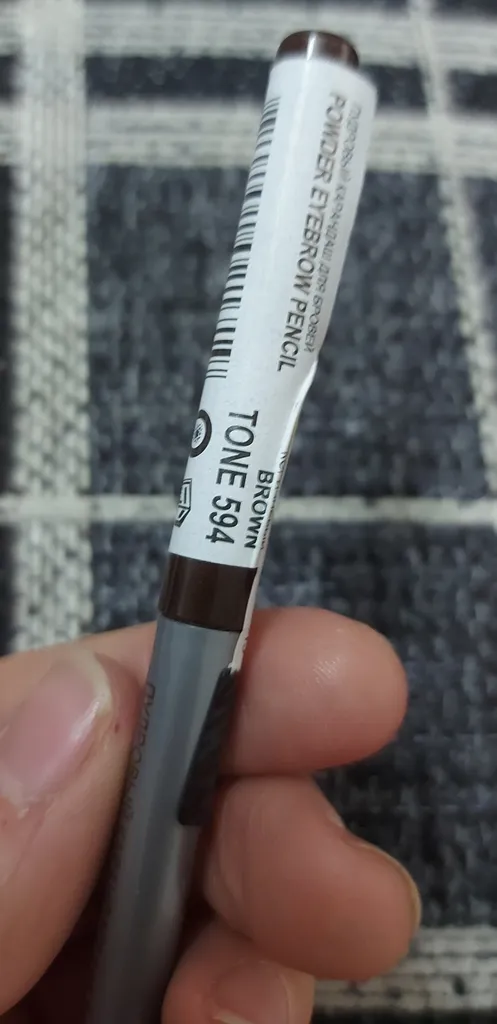 ПУДРОВЫЙ КАРАНДАШ ДЛЯ БРОВЕЙ
POWDER EYEBROW PENCIL
BROWN
TONE 594